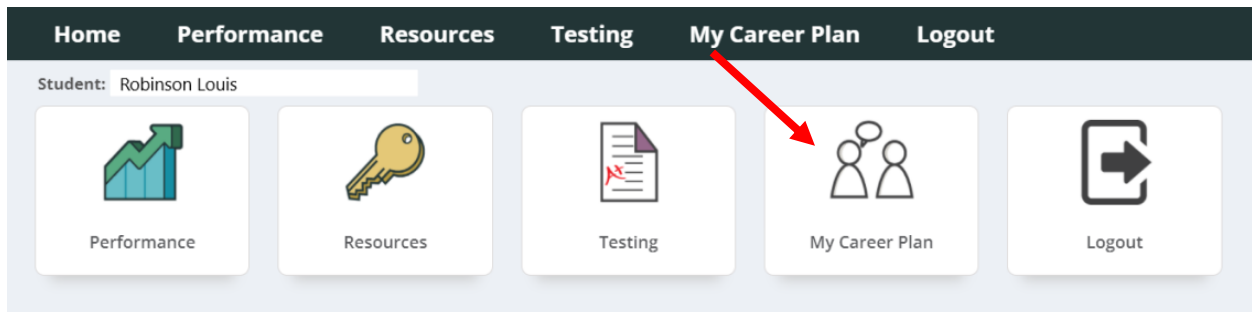 Home Performance Resources Testing My Career Plan Logout
Student: Robinson Louis
A+
Performance Resources Testing My Career Plan Logout